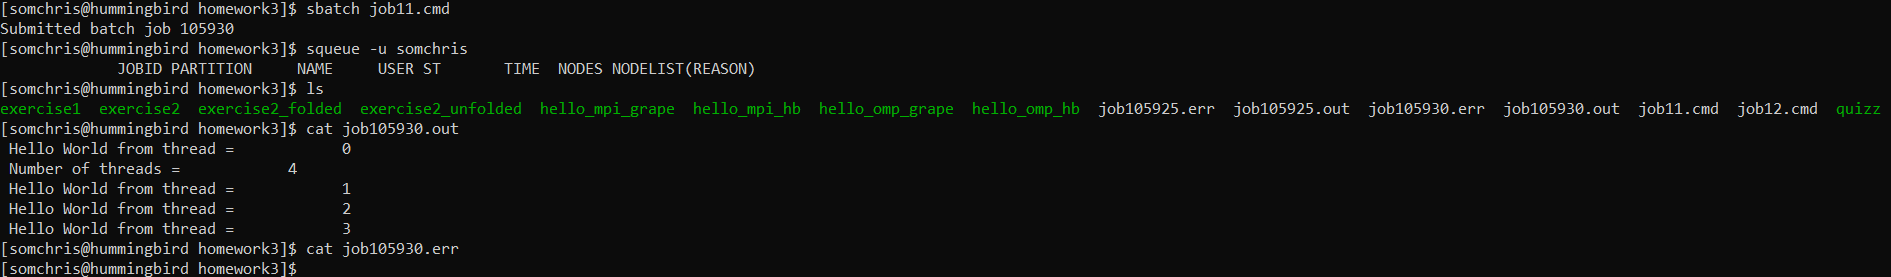 [somchris@hummingbird homework3]$ sbatch job11.cmd
Submitted batch job 105930
[somchris@hummingbird homework3]$ squeue -u somchris
             JOBID PARTITION     NAME     USER ST       TIME  NODES NODELIST(REASON)
[somchris@hummingbird homework3]$ ls
exercise1  exercise2  exercise2_folded  exercise2_unfolded  hello_mpi_grape  hello_mpi_hb  hello_omp_grape  hello_omp_hb  job105925.err  job105925.out  job105930.err  job105930.out  job11.cmd  job12.cmd  quizz
[somchris@hummingbird homework3]$ cat job105930.out
 Hello World from thread =            0
 Number of threads =            4
 Hello World from thread =            1
 Hello World from thread =            2
 Hello World from thread =            3
[somchris@hummingbird homework3]$ cat job105930.err
[somchris@hummingbird homework3]$